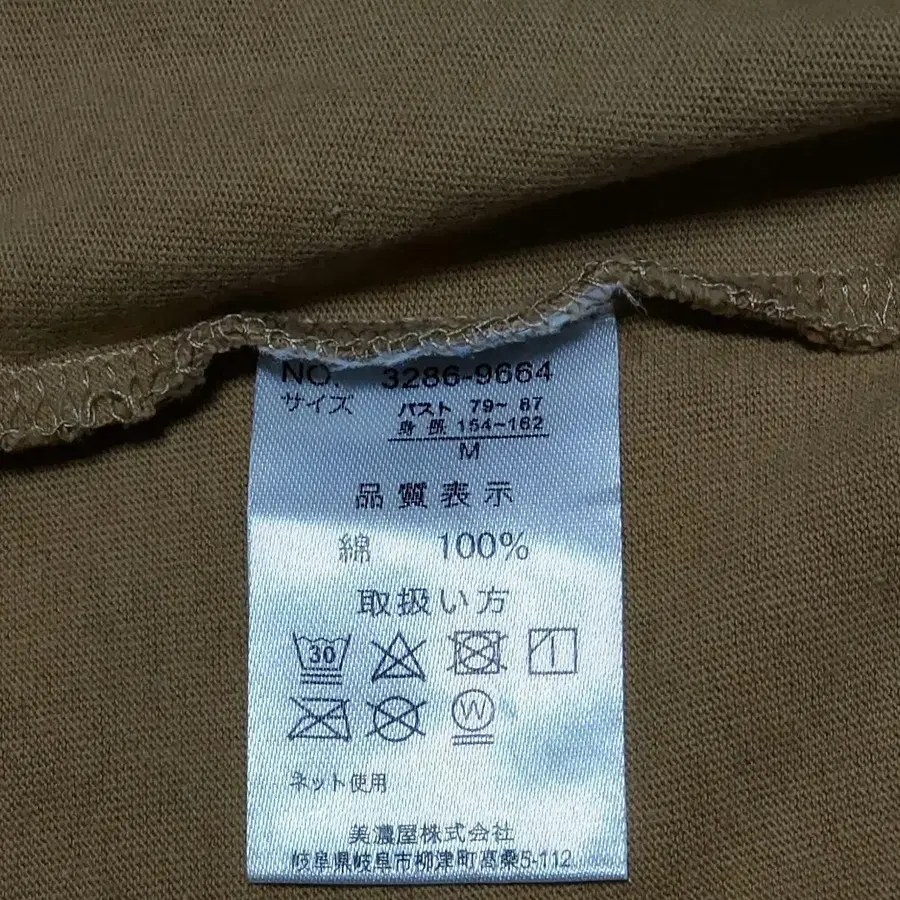 NO. 3286-9664
サイズ バスト 79~ 87
身長 154~162
M
品質表示
綿 100%
取扱い方
30
W
ネット使用
美濃屋株式会社
岐阜県岐阜市柳津町高桑5-112